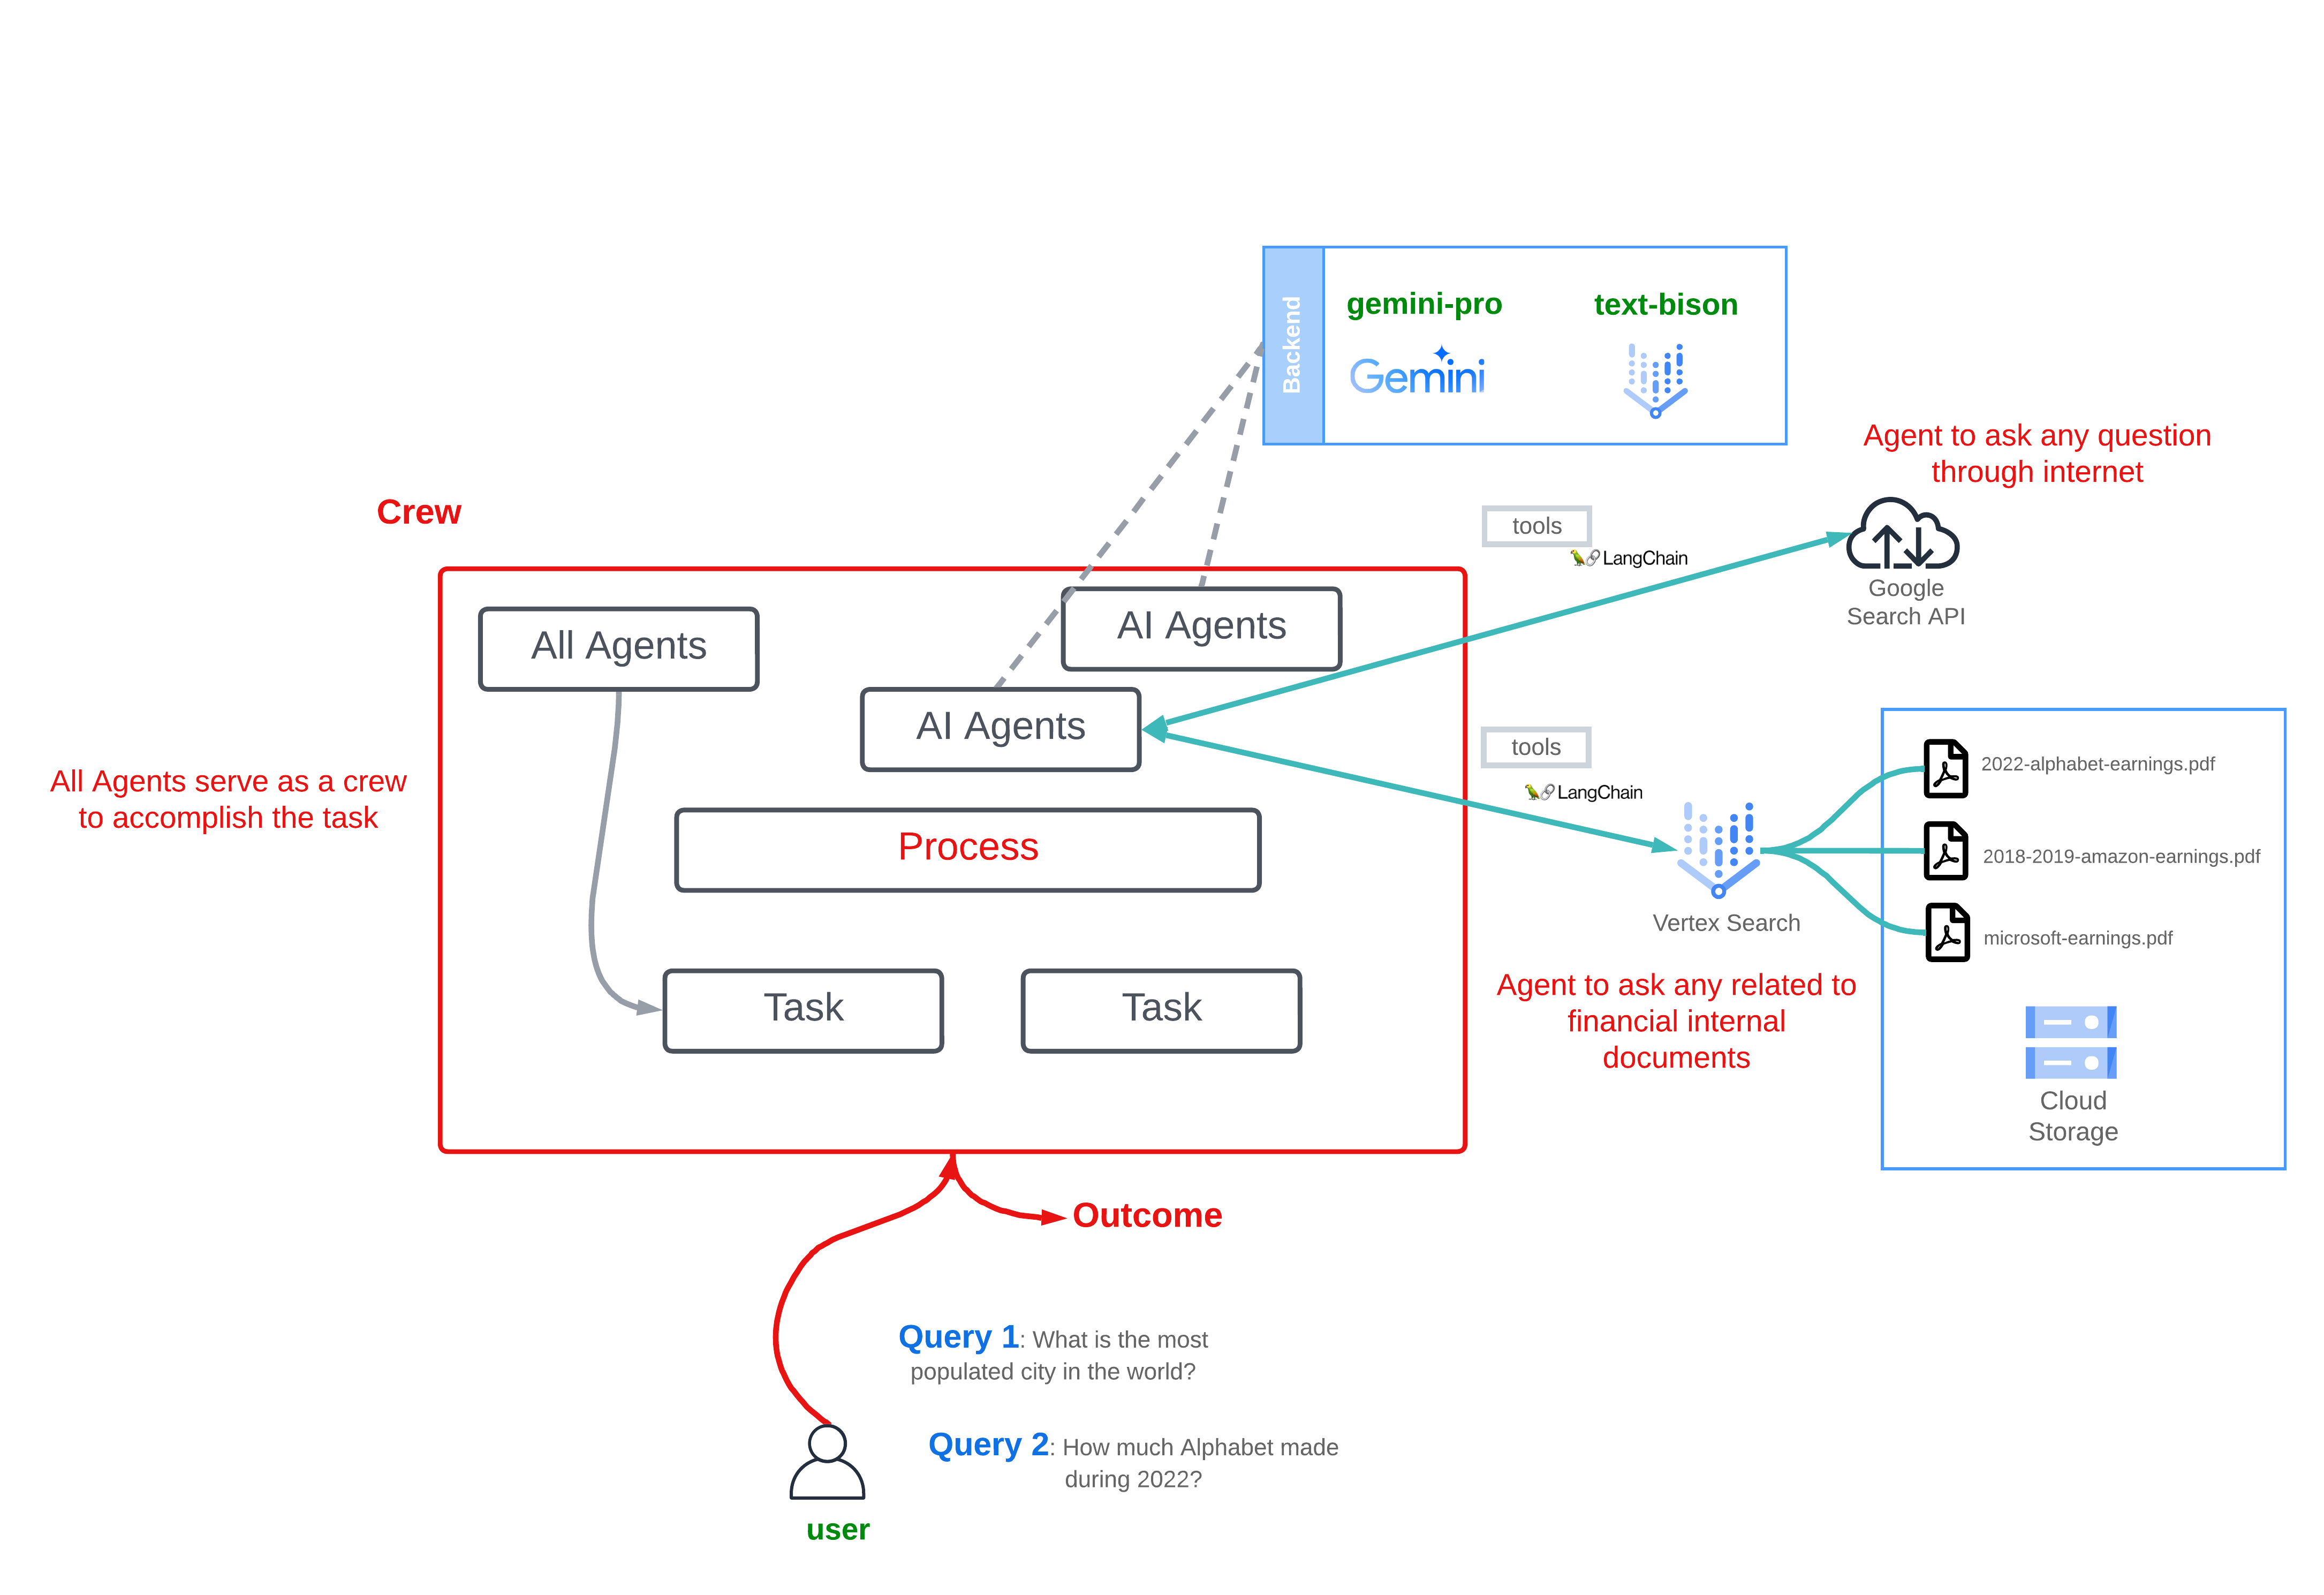 Backend
gemini-pro
text-bison
Gemini
Agent to ask any question
through internet
Crew
tools
LangChain
Google
Search API
All Agents
AI Agents
AI Agents
tools
LangChain
2022-alphabet-earnings.pdf
All Agents serve as a crew
to accomplish the task
Process
2018-2019-amazon-earnings.pdf
Vertex Search
microsoft-earnings.pdf
Task
Task
Agent to ask any related to
financial internal
documents
Cloud
Storage
Outcome
Query 1: What is the most
populated city in the world?
Query 2: How much Alphabet made
during 2022?
user